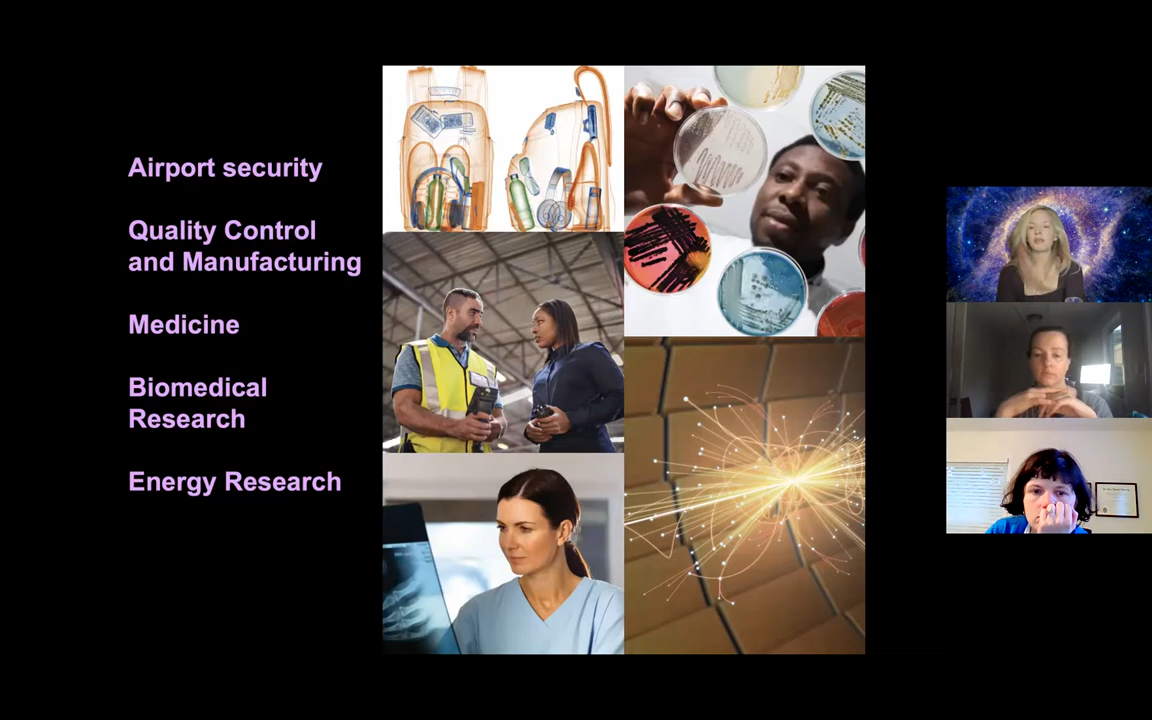 Airport security
Quality Control
and Manufacturing
Medicine
Biomedical
Research
Energy Research